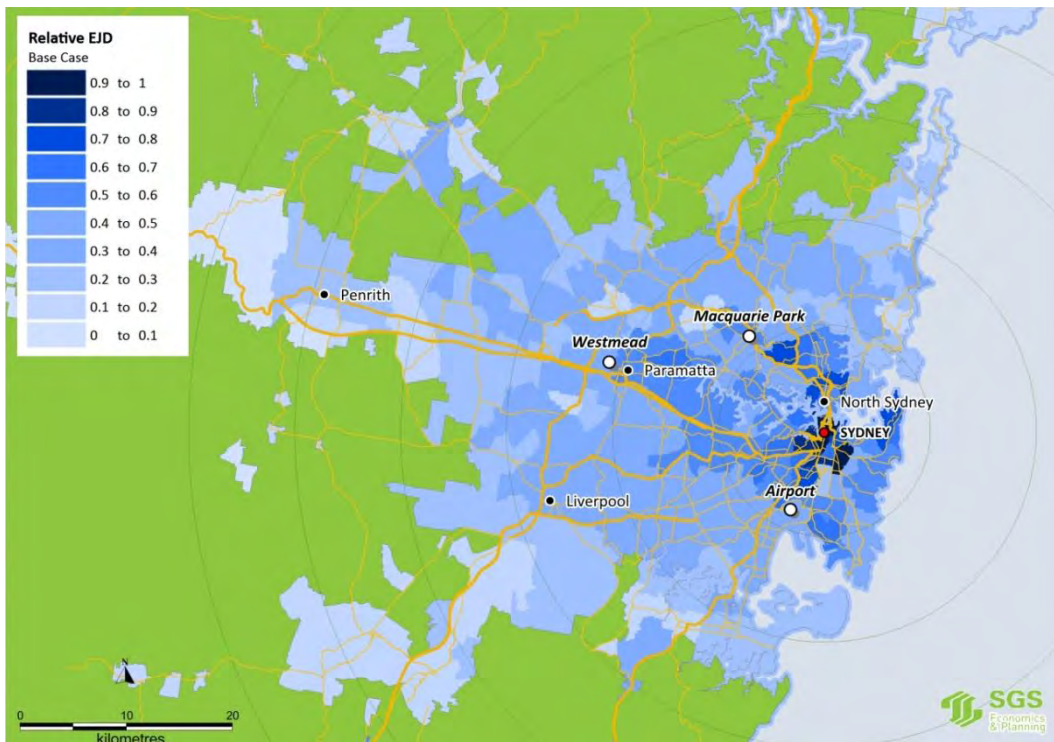 Relative EJD
Base Case
0.9 to 1
0.8 to 0.9
0.7 to 0.8
0.6 to 0.7
0.5 to 0.6
0.4 to 0.5
0.3 to 0.4
0.2 to 0.3
0.1 to 0.2
0 to 0.1
Penrith
Macquarie Park
Westmead
Paramatta
North Sydney
SYDNEY
Airport
Liverpool
N
0 10 20
kilometres
SGS
Economics
& Planning